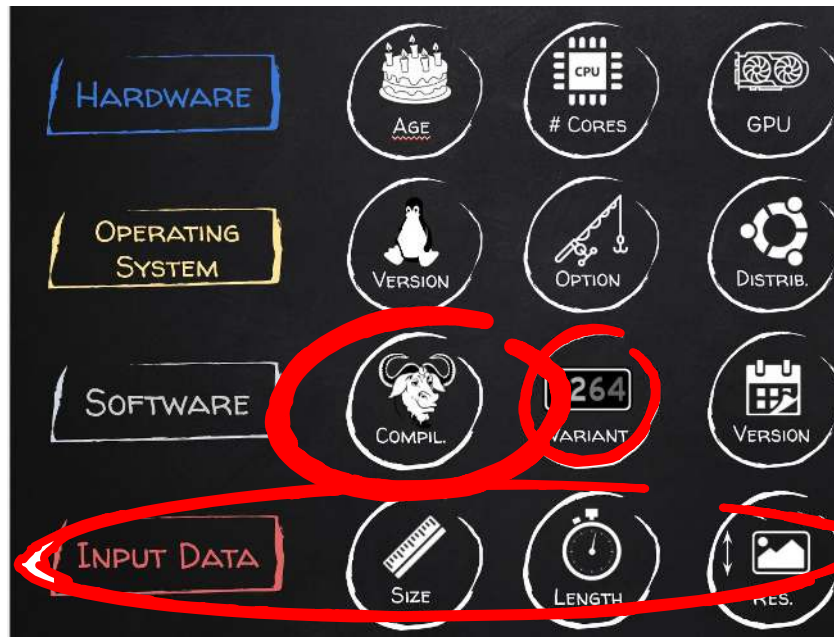 HARDWARE
AGE
CPU
# CORES
GPU
OPERATING
SYSTEM
VERSION
OPTION
DISTRIB.
SOFTWARE
COMPIL.
264
VARIANT
VERSION
INPUT DATA
SIZE
LENGTH
RES.